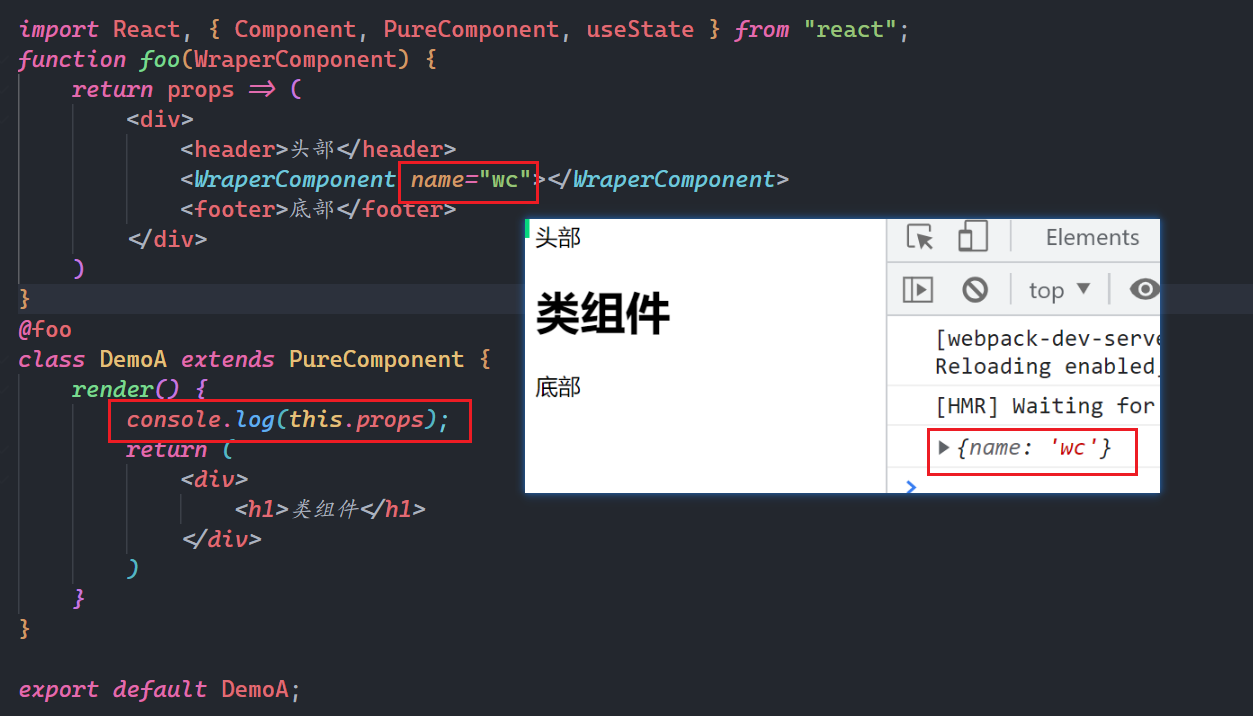 import React, { Component, PureComponent, useState } from "react";
function foo(WraperComponent) {
    return props => (
        <div>
            <header>头部</header>
            <WraperComponent name="wc"></WraperComponent>
            <footer>底部</footer>
        </div>
    )
}
@foo
class DemoA extends PureComponent {
    render() {
        console.log(this.props);
        return (
            <div>
                <h1>类组件</h1>
            </div>
        )
    }
}
export default DemoA;
头部
类组件
底部
Elements
top
[webpack-dev-serve
Reloading enabled
[HMR] Waiting for
{name: 'wc'}